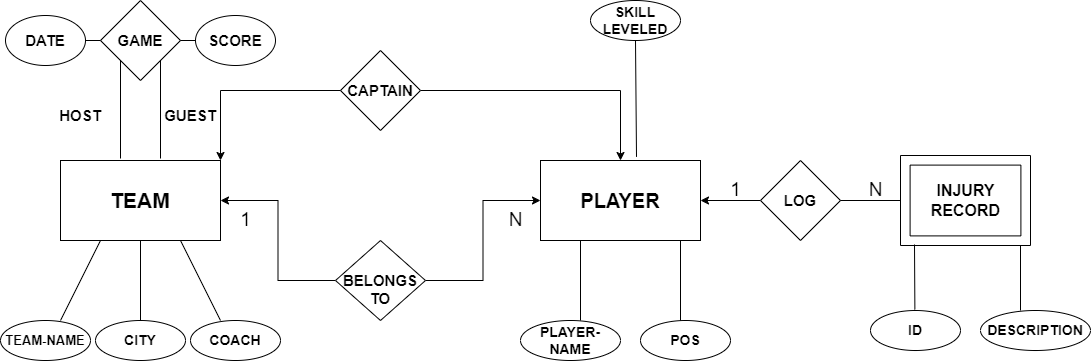 DATE
GAME
SCORE
SKILL
LEVELED
HOST
GUEST
CAPTAIN
TEAM
1
BELONGS
TO
N
PLAYER
1
LOG
N
INJURY
RECORD
TEAM-NAME
CITY
COACH
PLAYER-
NAME
POS
ID
DESCRIPTION